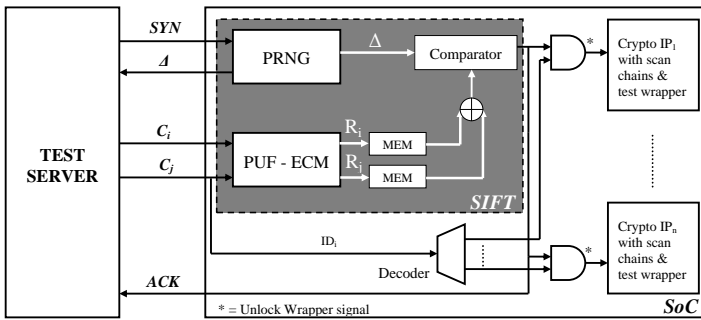 SYN
Δ
C_i
C_j
ACK
TEST
SERVER
PRNG
Δ
Comparator
PUF - ECM
R_i
R_j
MEM
MEM
SIFT
ID_i
Decoder
*
Crypto IP_1
with scan
chains &
test wrapper
*
Crypto IP_n
with scan
chains &
test wrapper
* = Unlock Wrapper signal
SoC